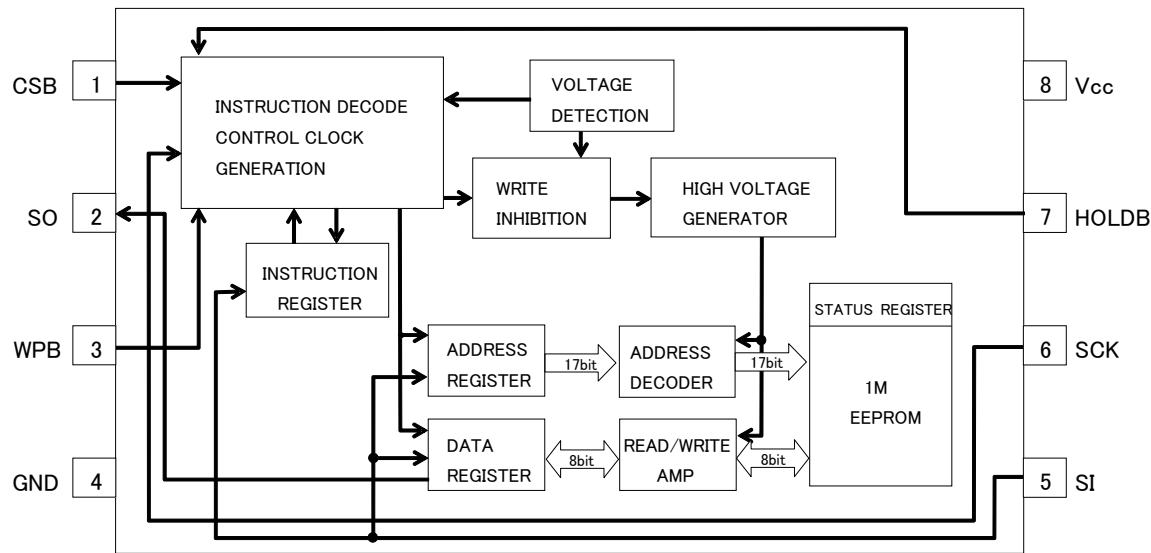 CSB 1
INSTRUCTION DECODE
CONTROL CLOCK
GENERATION
VOLTAGE
DETECTION
8 Vcc
SO 2
WRITE
INHIBITION
HIGH VOLTAGE
GENERATOR
7 HOLDB
INSTRUCTION
REGISTER
STATUS REGISTER
WPB 3
ADDRESS
REGISTER
17bit
ADDRESS
DECODER
17bit
1M
EEPROM
6 SCK
GND 4
DATA
REGISTER
8bit
READ/WRITE
AMP
8bit
5 SI